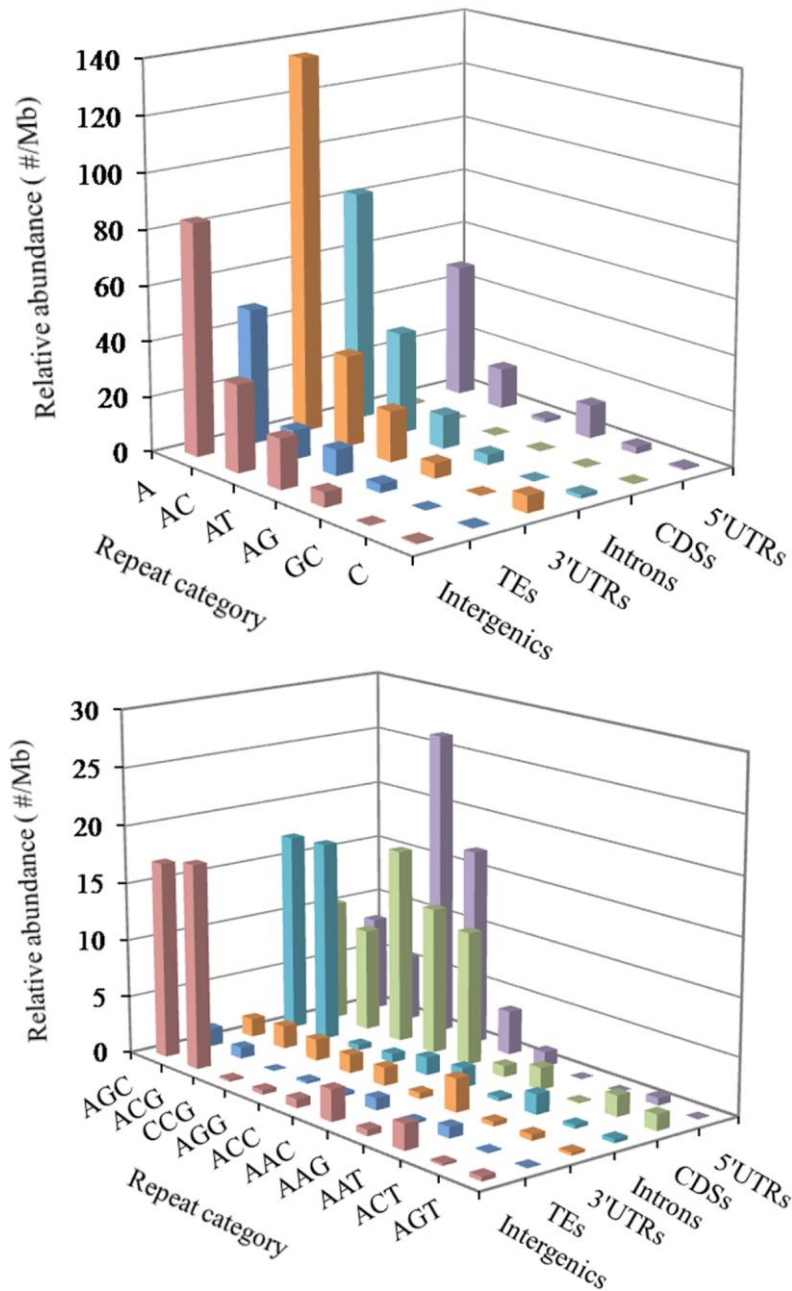 140
120
100
80
60
40
20
0
Relative abundance ( #/Mb)
A
AC
AT
AG
GC
C
Repeat category
Intergenics
TEs
3'UTRs
Introns
CDSs
5'UTRs
30
25
20
15
10
5
0
Relative abundance ( #/Mb)
AGC
ACG
CCG
AGG
ACC
AAC
AAG
AAT
ACT
AGT
Repeat category
Intergenics
TEs
3'UTRs
Introns
CDSs
5'UTRs